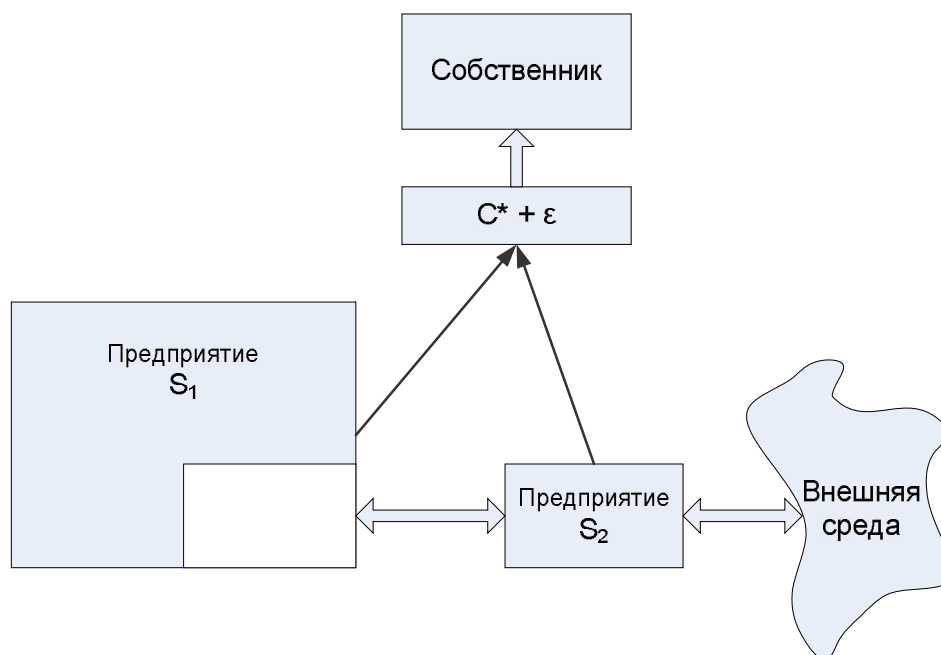 Собственник
C* + ε
Предприятие
S₁
Предприятие
S₂
Внешняя
среда